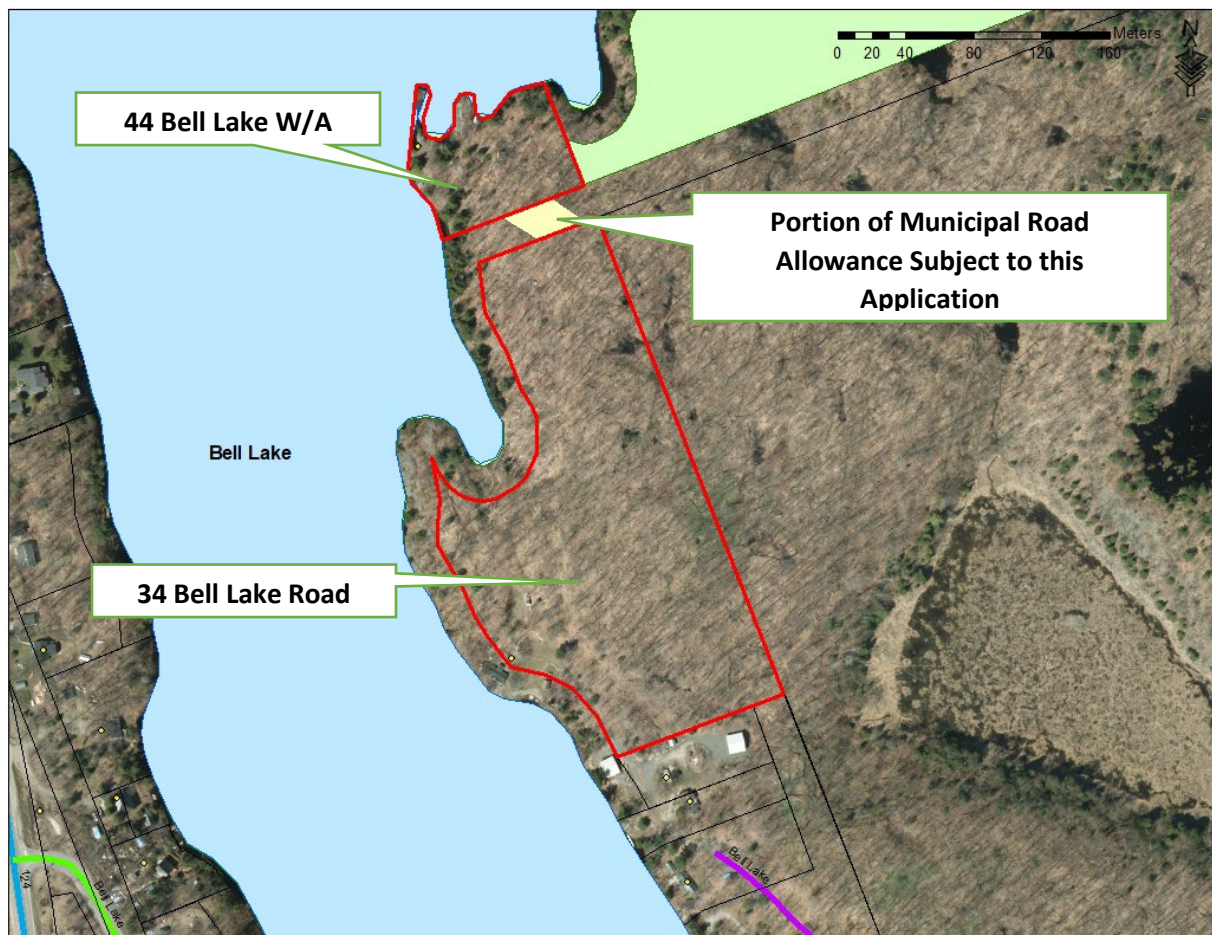 N
Meters
0 20 40 80 120 160
44 Bell Lake W/A
Portion of Municipal Road
Allowance Subject to this
Application
Bell Lake
34 Bell Lake Road
Bell Lake
124
Bell Lake